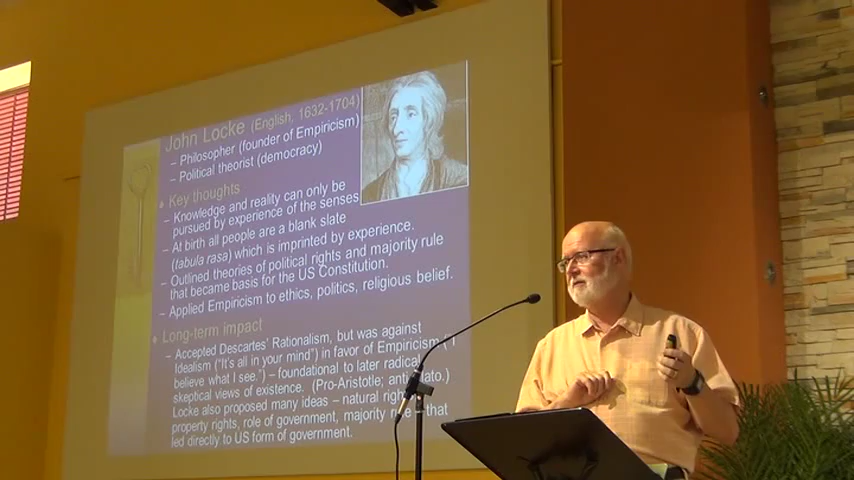 John Locke (English, 1632-1704)
– Philosopher (founder of Empiricism)
– Political theorist (democracy)
Key thoughts
– Knowledge and reality can only be
pursued by experience of the senses
– At birth all people are a blank slate
(tabula rasa) which is imprinted by experience.
– Outlined theories of political rights and majority rule
that became basis for the US Constitution.
– Applied Empiricism to ethics, politics, religious belief.
Long-term impact
– Accepted Descartes' Rationalism, but was against
Idealism ("It's all in your mind") in favor of Empiricism ("I
believe what I see.") – foundational to later radical
skeptical views of existence. (Pro-Aristotle;
Locke also proposed many ideas – natural
property rights, role of government, majority – that
led directly to US form of government.